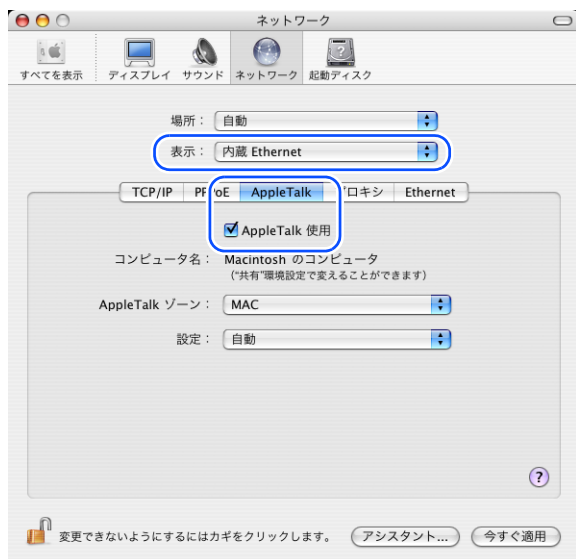 ネットワーク
すべてを表示 ディスプレイ サウンド ネットワーク 起動ディスク
場所： 自動
表示： 内蔵 Ethernet
TCP/IP PPPoE AppleTalk プロキシ Ethernet
AppleTalk 使用
コンピュータ名： Macintosh のコンピュータ
（“共有”環境設定で変えることができます）
AppleTalk ゾーン： MAC
設定： 自動
?
変更できないようにするにはカギをクリックします。 アシスタント... 今すぐ適用